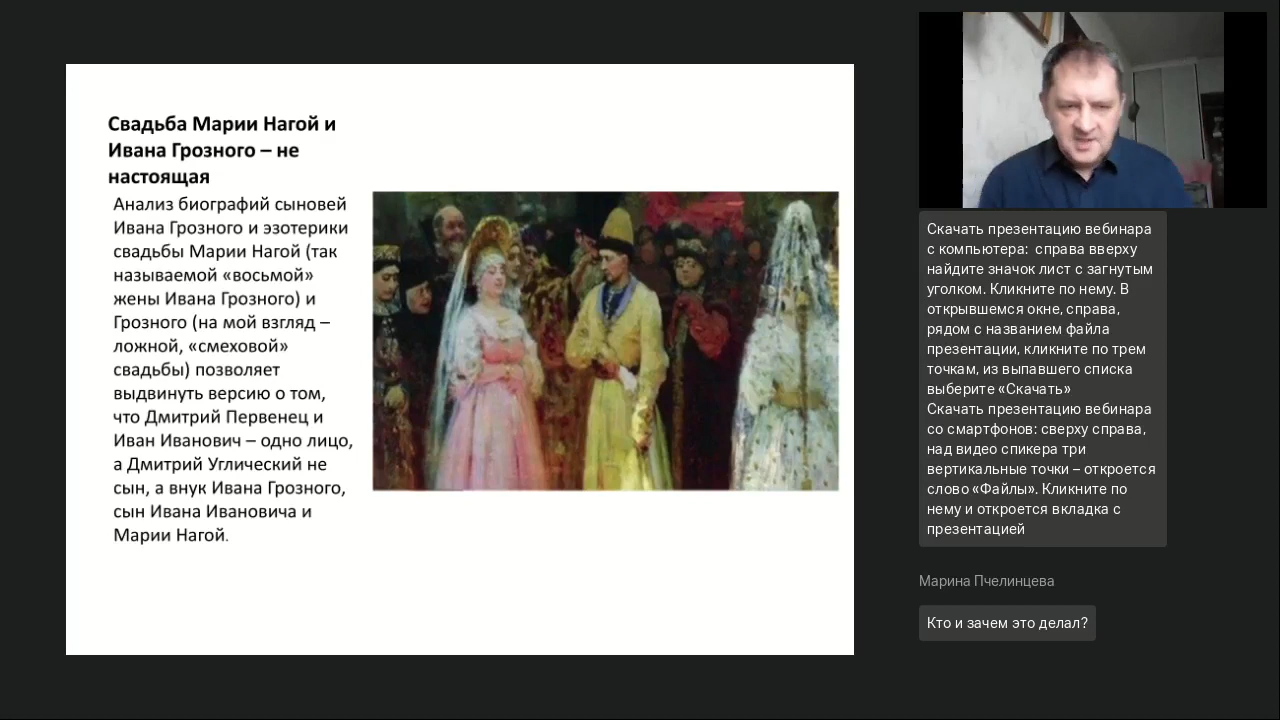 Свадьба Марии Нагой и
Ивана Грозного – не
настоящая
Анализ биографий сыновей
Ивана Грозного и эзотерики
свадьбы Марии Нагой (так
называемой «восьмой»
жены Ивана Грозного) и
Грозного (на мой взгляд –
ложной, «смеховой»
свадьбы) позволяет
выдвинуть версию о том,
что Дмитрий Первенец и
Иван Иванович – одно лицо,
а Дмитрий Углический не
сын, а внук Ивана Грозного,
сын Ивана Ивановича и
Марии Нагой.
Скачать презентацию вебинара
с компьютера: справа вверху
найдите значок лист с загнутым
уголком. Кликните по нему. В
открывшемся окне, справа,
рядом с названием файла
презентации, кликните по трем
точкам, из выпавшего списка
выберите «Скачать»
Скачать презентацию вебинара
со смартфонов: сверху справа,
над видео спикера три
вертикальные точки – откроется
слово «Файлы». Кликните по
нему и откроется вкладка с
презентацией
Марина Пчелинцева
Кто и зачем это делал?